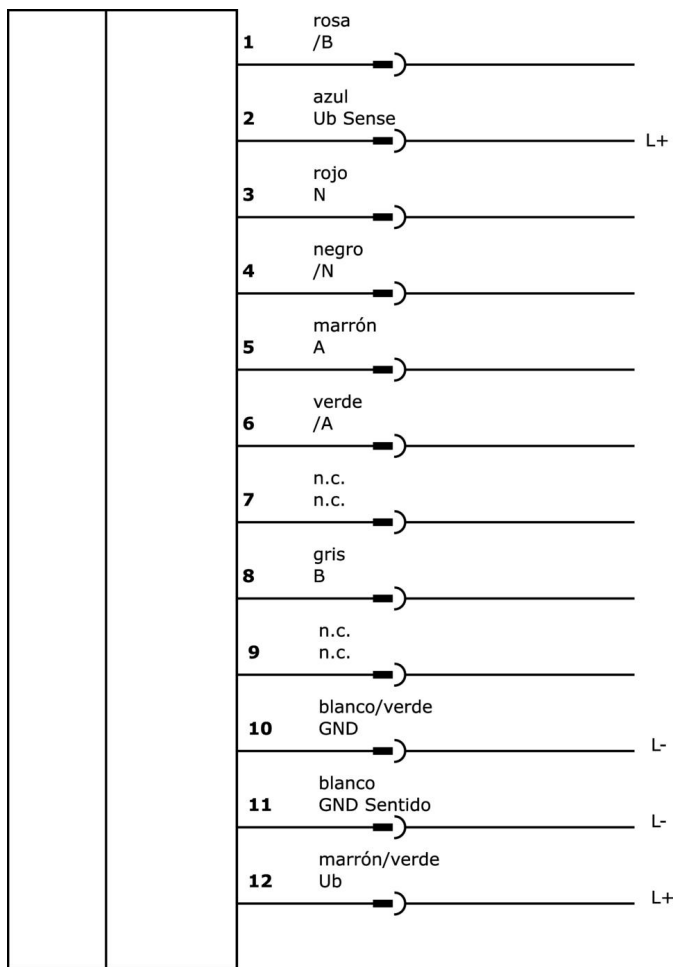 rosa
1 /B
azul
2 Ub Sense L+
rojo
3 N
negro
4 /N
marrón
5 A
verde
6 /A
n.c.
7 n.c.
gris
8 B
n.c.
9 n.c.
blanco/verde
10 GND L-
blanco
11 GND Sentido L-
marrón/verde
12 Ub L+